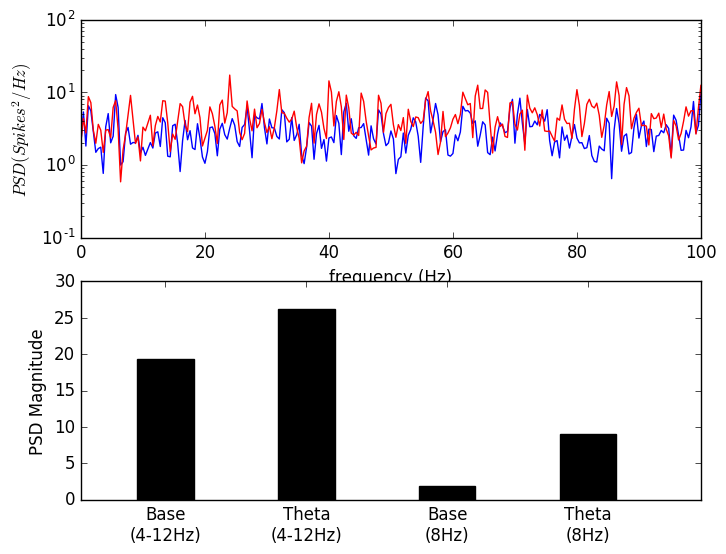 10^2
10^1
10^0
10^-1
PSD (Spikes^2/Hz)
0 20 40 60 80 100
frequency (Hz)
30
25
20
15
10
5
0
PSD Magnitude
Base Theta Base Theta
(4-12Hz) (4-12Hz) (8Hz) (8Hz)